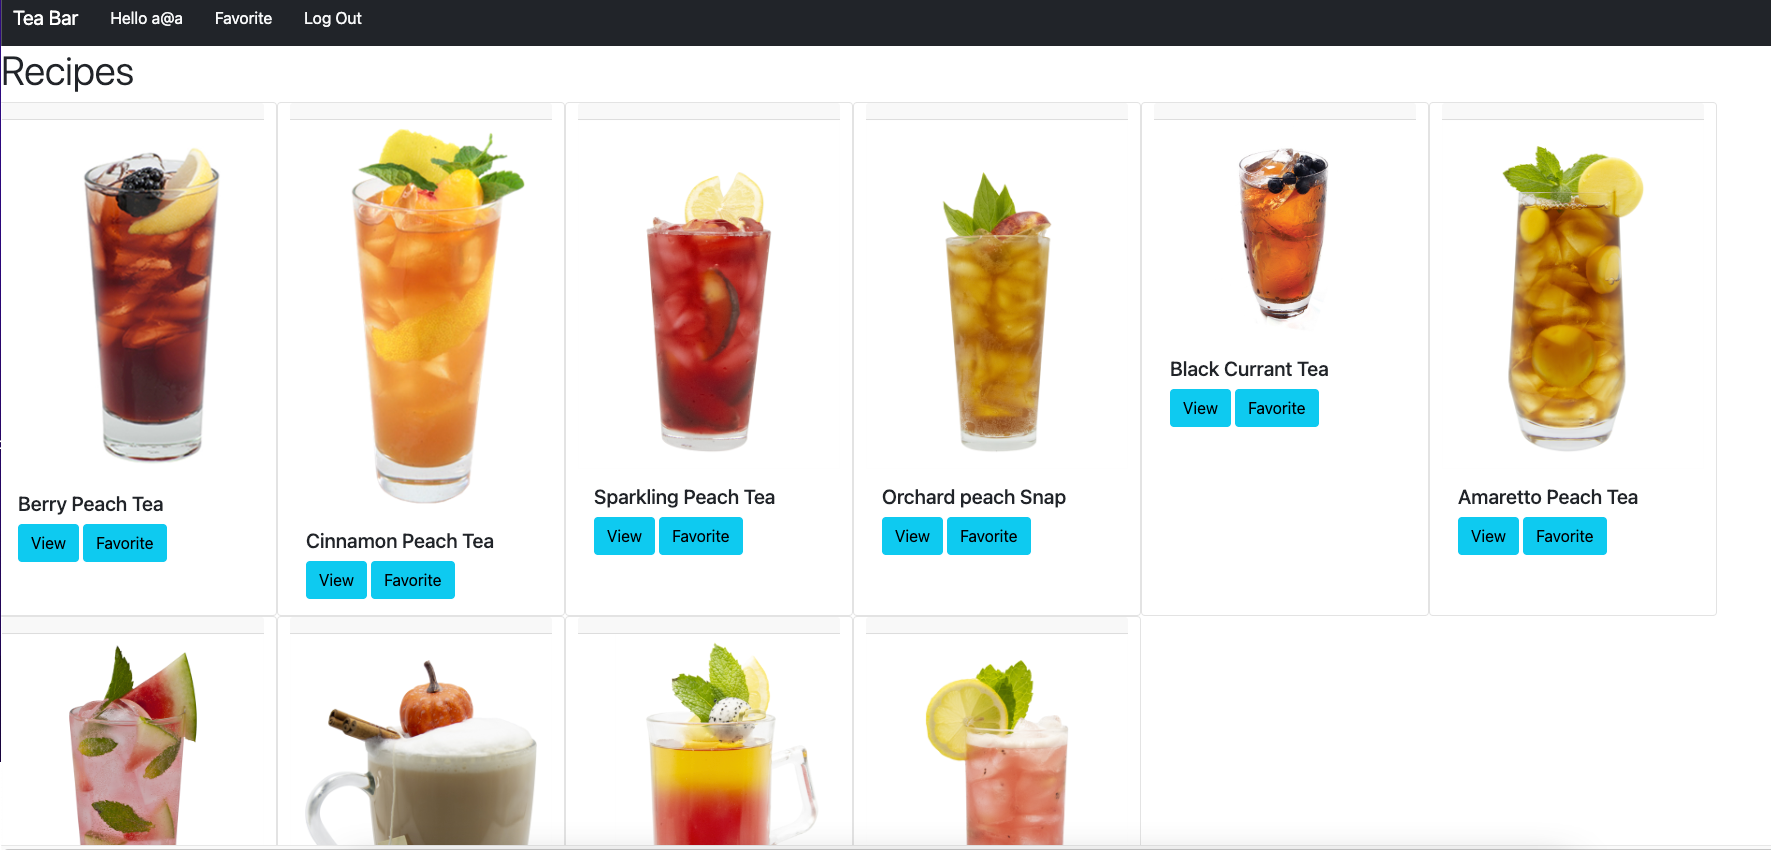 Tea Bar Hello a@a Favorite Log Out
Recipes
Berry Peach Tea
View Favorite
Cinnamon Peach Tea
View Favorite
Sparkling Peach Tea
View Favorite
Orchard peach Snap
View Favorite
Black Currant Tea
View Favorite
Amaretto Peach Tea
View Favorite